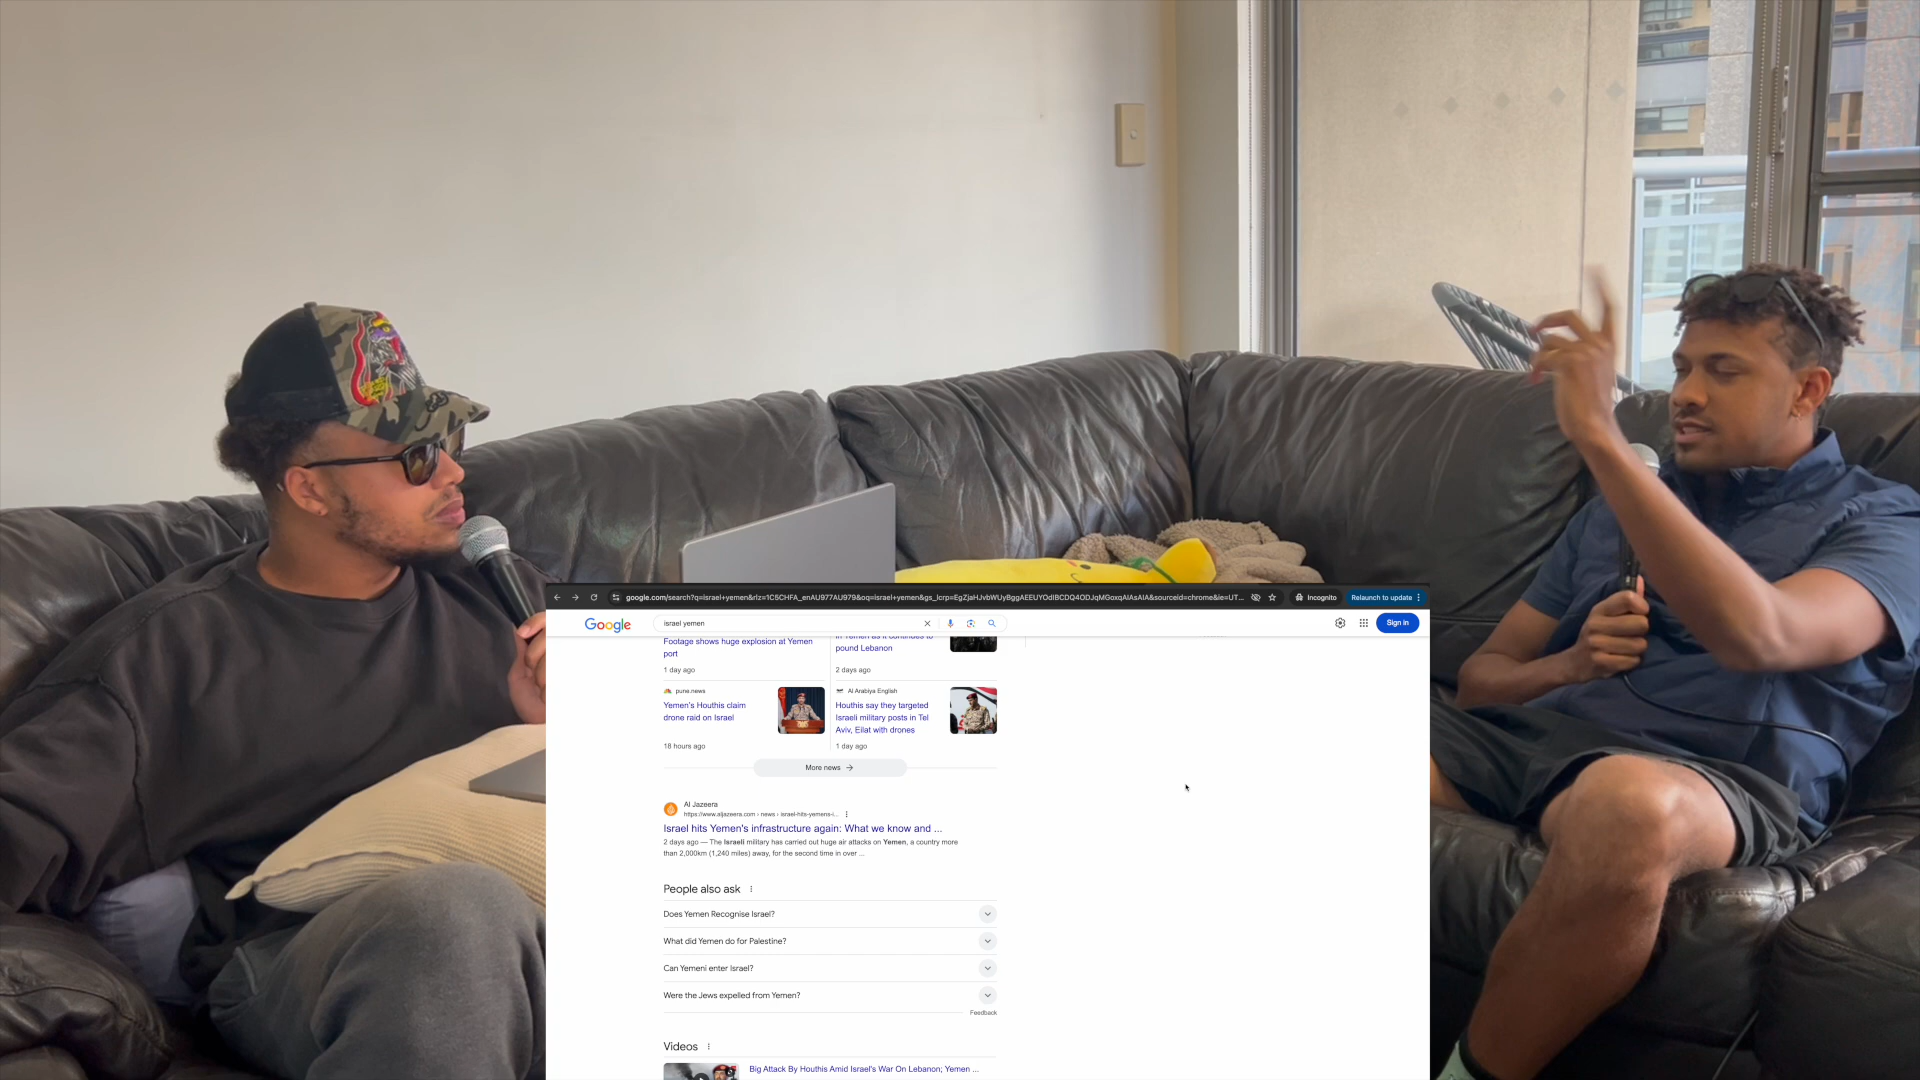 google.com/search?q=israel+yemen&rlz=1C5CHFA_enAU977AU979&oq=israel+yemen&gs_lcrp=EgZjaHJvbWUyBggAEEUYOdIBCDQ4ODJqMGoxqAIAsAIA&sourceid=chrome&ie=UT...
Incognito
Relaunch to update
Google
israel yemen
Sign in
Footage shows huge explosion at Yemen
port
1 day ago
in Yemen as it continues to
pound Lebanon
2 days ago
pune.news
Yemen's Houthis claim
drone raid on Israel
18 hours ago
Al Arabiya English
Houthis say they targeted
Israeli military posts in Tel
Aviv, Eilat with drones
1 day ago
More news
Al Jazeera
https://www.aljazeera.com › news › israel-hits-yemens-i...
Israel hits Yemen's infrastructure again: What we know and ...
2 days ago — The Israeli military has carried out huge air attacks on Yemen, a country more
than 2,000km (1,240 miles) away, for the second time in over ...
People also ask
Does Yemen Recognise Israel?
What did Yemen do for Palestine?
Can Yemeni enter Israel?
Were the Jews expelled from Yemen?
Feedback
Videos
Big Attack By Houthis Amid Israel's War On Lebanon; Yemen ...